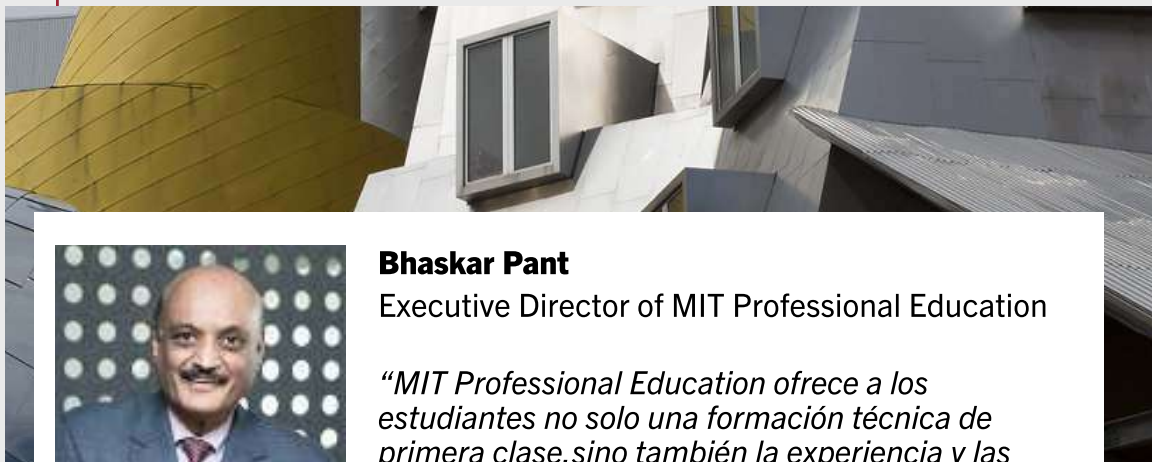 Bhaskar Pant
Executive Director of MIT Professional Education
“MIT Professional Education ofrece a los
estudiantes no solo una formación técnica de
primera clase,sino también la experiencia y las